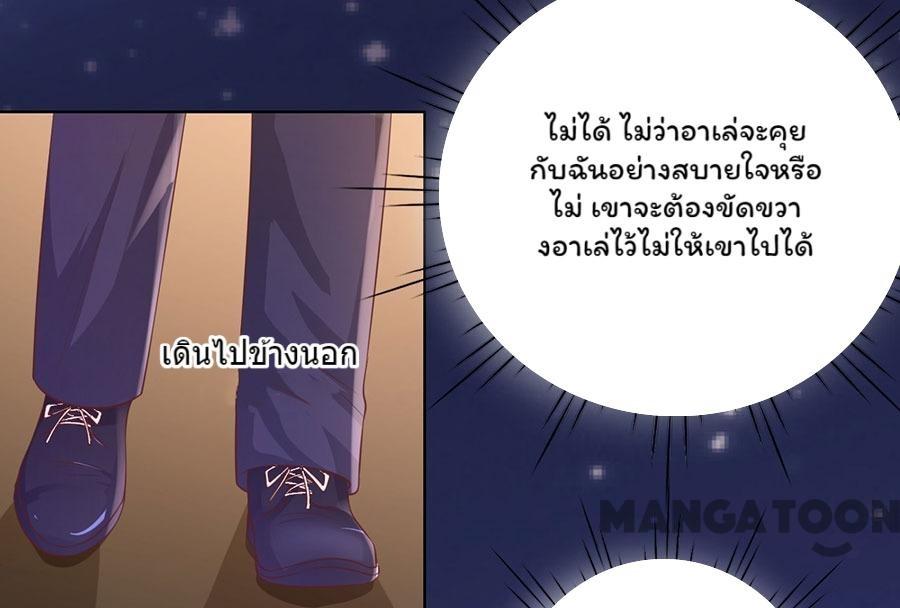 ไม่ได้ ไม่ว่าอาเล่จะคุย
กับฉันอย่างสบายใจหรือ
ไม่ เขาจะต้องขัดขวา
งอาเล่ไว้ไม่ให้เขาไปได้
เดินไปข้างนอก
MANGATOON